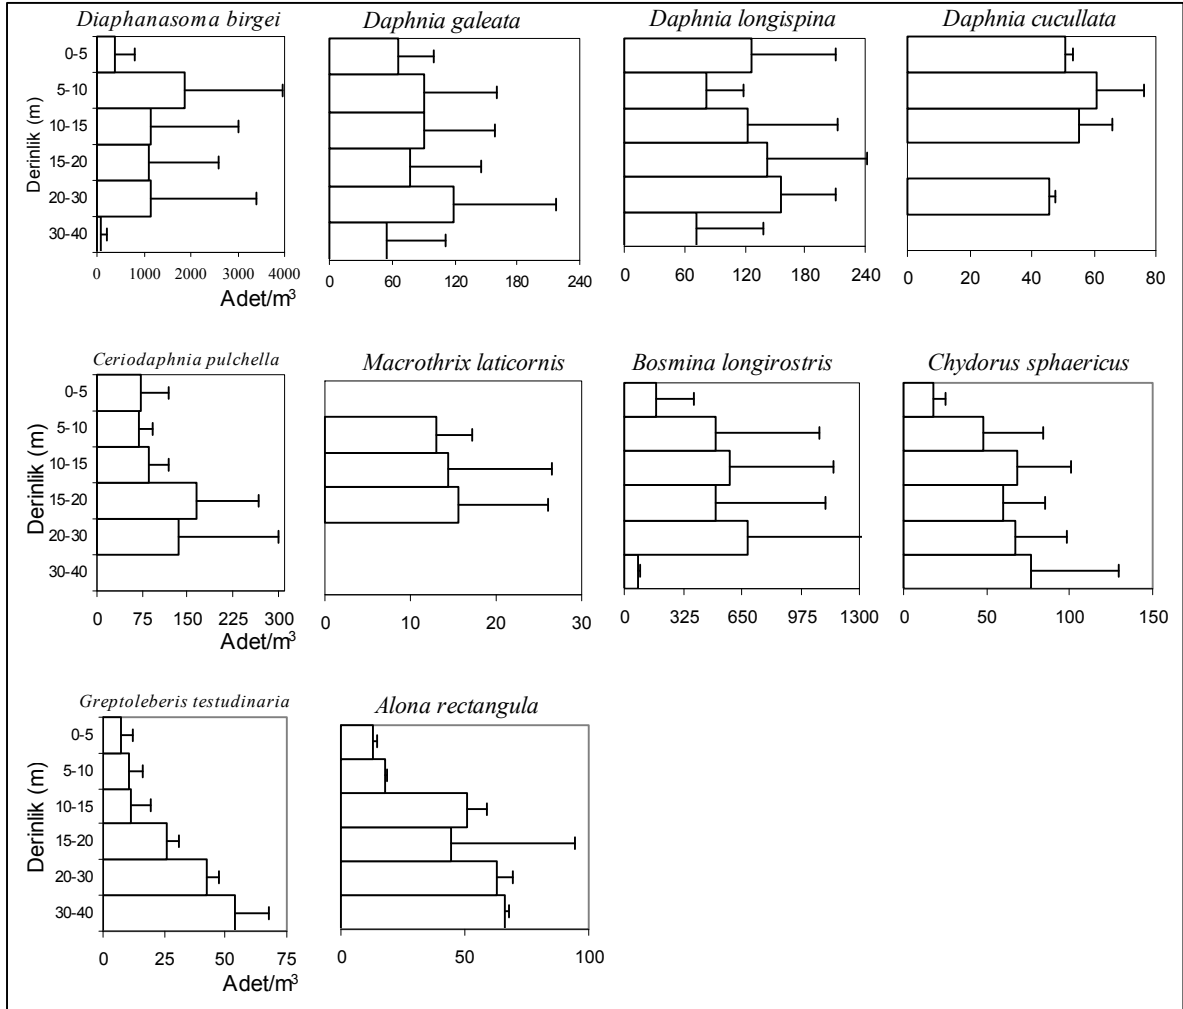 Diaphanasoma birgei
Daphnia galeata
Daphnia longispina
Daphnia cucullata
Derinlik (m)
0-5
5-10
10-15
15-20
20-30
30-40
0 1000 2000 3000 4000
Adet/m³
0 60 120 180 240
0 60 120 180 240
0 20 40 60 80
Ceriodaphnia pulchella
Macrothrix laticornis
Bosmina longirostris
Chydorus sphaericus
Derinlik (m)
0-5
5-10
10-15
15-20
20-30
30-40
0 75 150 225 300
Adet/m³
0 10 20 30
0 325 650 975 1300
0 50 100 150
Greptoleberis testudinaria
Alona rectangula
Derinlik (m)
0-5
5-10
10-15
15-20
20-30
30-40
0 25 50 75
Adet/m³
0 50 100